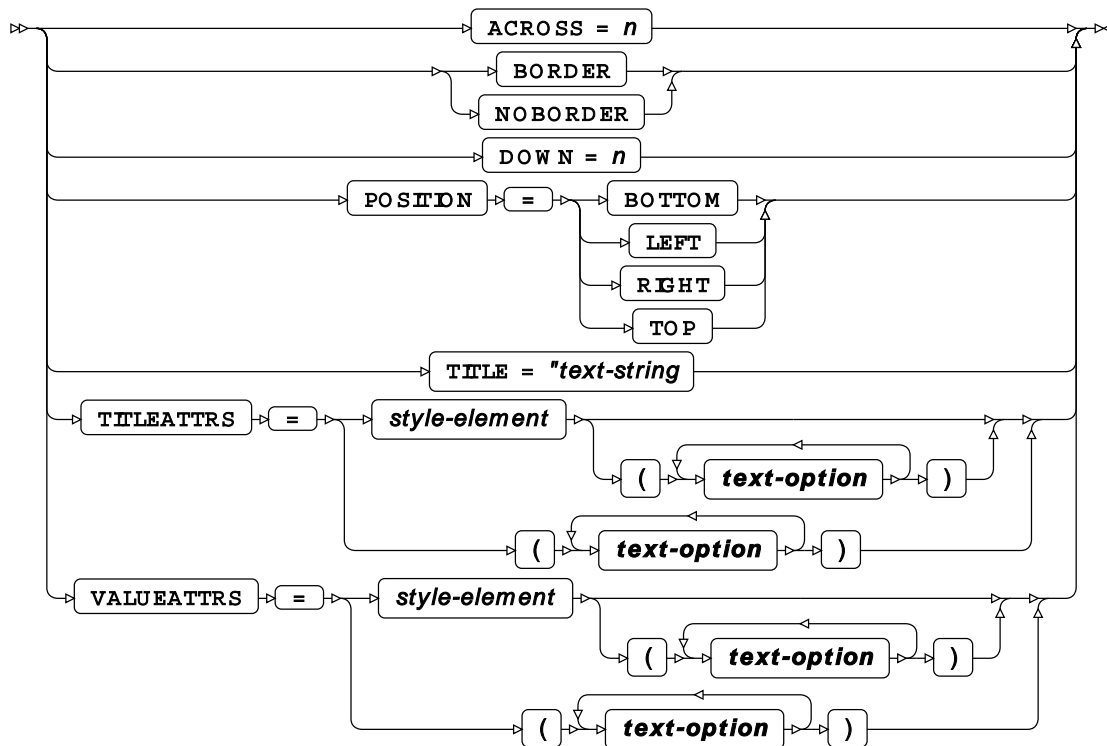 ACROSS = n
BORDER
NOBORDER
DOWN = n
POSITION = BOTTOM
LEFT
RIGHT
TOP
TITLE = "text-string
TITLEATTRS = style-element
( text-option )
( text-option )
VALUEATTRS = style-element
( text-option )
( text-option )